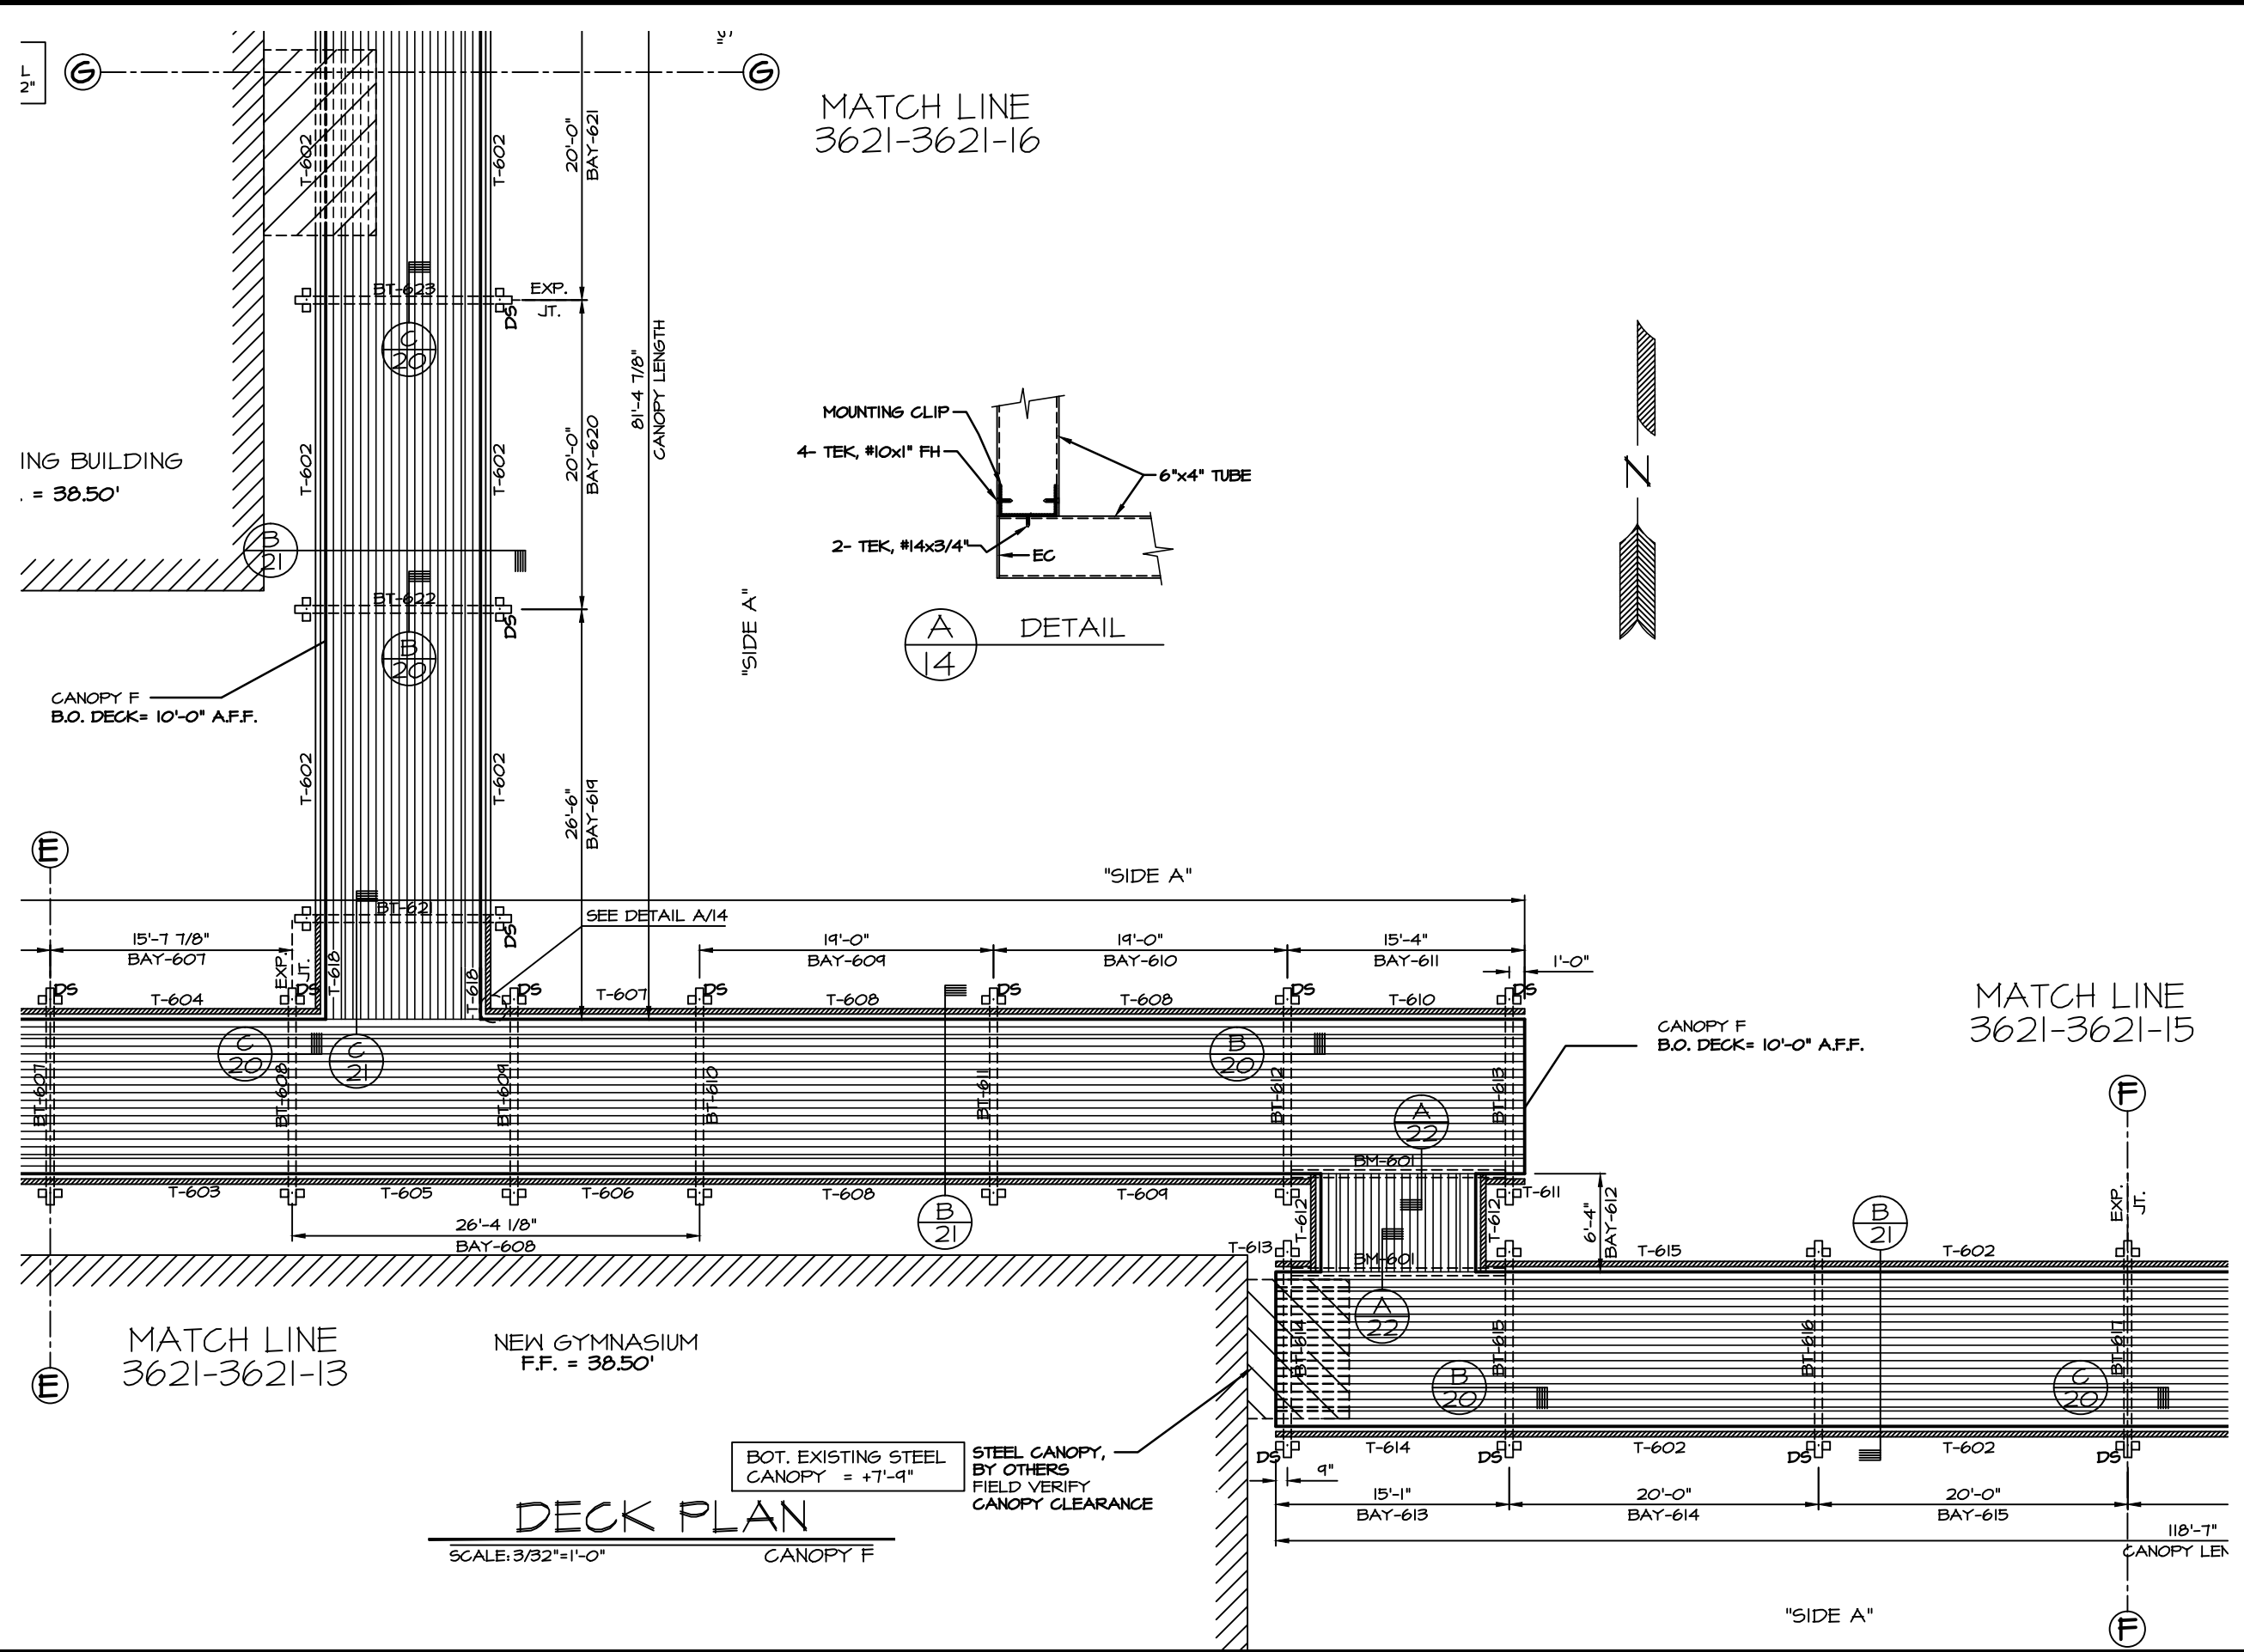 L
2"
G
G
MATCH LINE
3621-3621-16
T-602
T-602
20'-0"
BAY-621
BT-623
EXP.
JT.
DS
C
20
81'-4 7/8"
CANOPY LENGTH
T-602
T-602
20'-0"
BAY-620
ING BUILDING
. = 38.50'
B
21
BT-622
DS
B
20
CANOPY F
B.O. DECK= 10'-0" A.F.F.
T-602
T-602
26'-6"
BAY-619
"SIDE A"
MOUNTING CLIP
4- TEK, #10x1" FH
6"x4" TUBE
2- TEK, #14x3/4"
EC
A
14
DETAIL
N
E
"SIDE A"
BT-621
DS
SEE DETAIL A/14
15'-7 7/8"
BAY-607
EXP.
JT.
T-618
T-618
19'-0"
BAY-609
19'-0"
BAY-610
15'-4"
BAY-611
1'-0"
DS
T-604
DS
DS
T-607
DS
T-608
DS
T-608
DS
T-610
DS
MATCH LINE
3621-3621-15
CANOPY F
B.O. DECK= 10'-0" A.F.F.
C
20
C
21
B
20
BT-607
BT-608
BT-609
BT-610
BT-611
BT-612
BT-613
A
22
F
BM-601
T-603
T-605
T-606
T-608
T-609
T-611
26'-4 1/8"
BAY-608
B
21
T-612
T-612
6'-4"
BAY-612
B
21
EXP.
JT.
T-613
BM-601
T-615
T-602
A
22
BT-614
BT-615
BT-616
BT-617
B
20
C
20
MATCH LINE
3621-3621-13
E
NEW GYMNASIUM
F.F. = 38.50'
DS
T-614
DS
T-602
DS
T-602
DS
BOT. EXISTING STEEL
CANOPY = +7'-9"
STEEL CANOPY,
BY OTHERS
FIELD VERIFY
CANOPY CLEARANCE
9"
15'-1"
BAY-613
20'-0"
BAY-614
20'-0"
BAY-615
118'-7"
CANOPY LEN
DECK PLAN
SCALE: 3/32"=1'-0"
CANOPY F
"SIDE A"
F